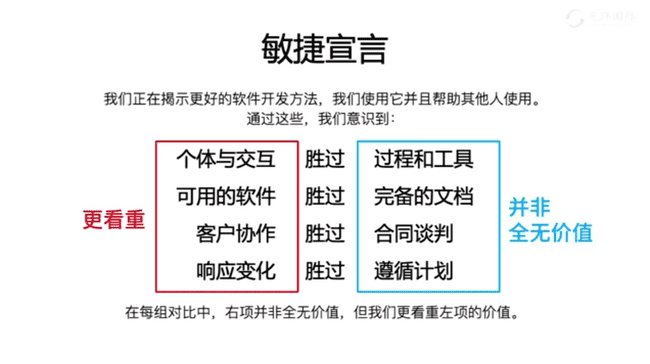 敏捷宣言
我们正在揭示更好的软件开发方法，我们使用它并且帮助其他人使用。
通过这些，我们意识到：
个体与交互 胜过 过程和工具
可用的软件 胜过 完备的文档
客户协作 胜过 合同谈判
响应变化 胜过 遵循计划
更看重
并非
全无价值
在每组对比中，右项并非全无价值，但我们更看重左项的价值。